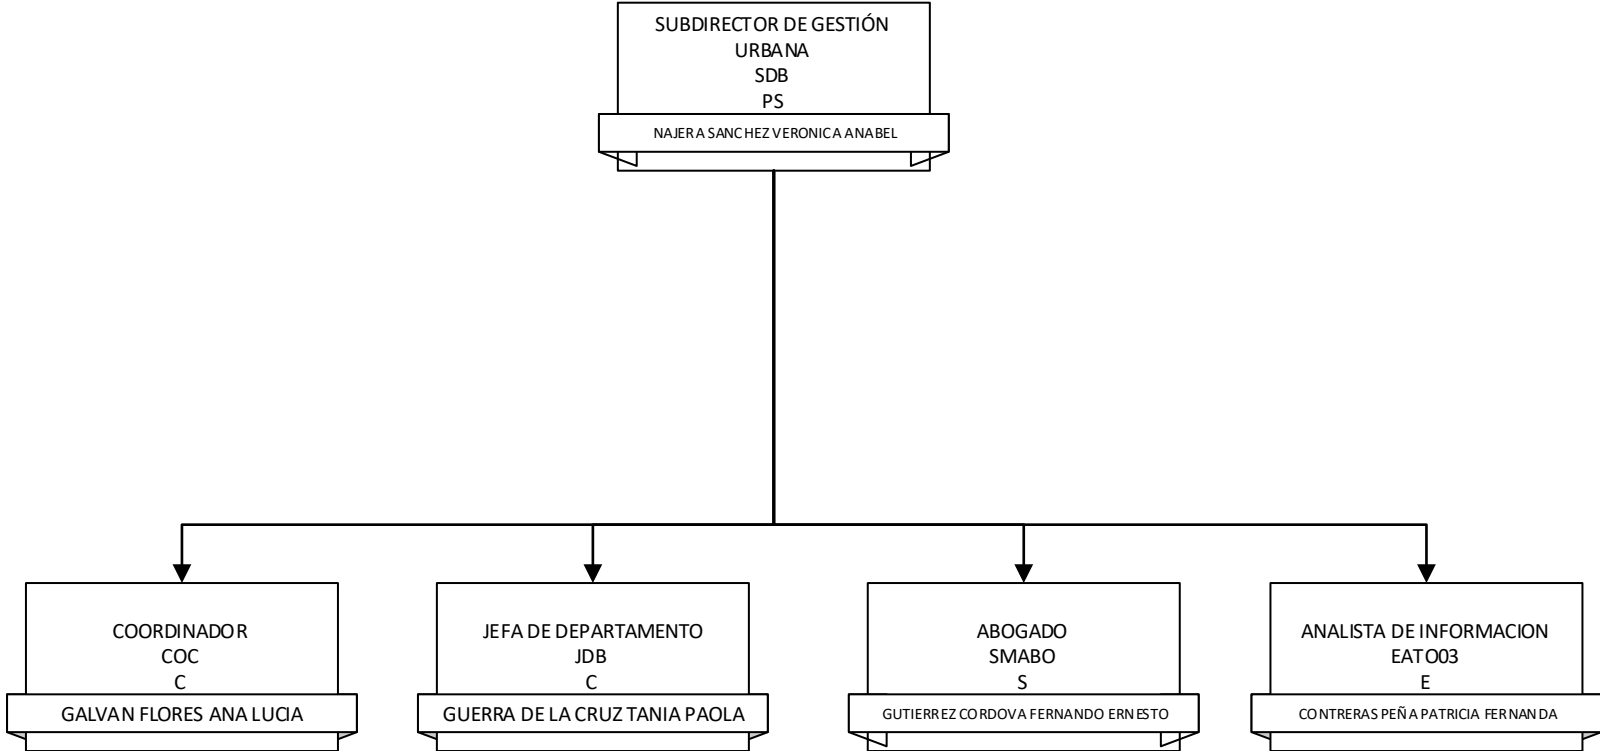 SUBDIRECTOR DE GESTIÓN
URBANA
SDB
PS
NAJERA SANCHEZ VERONICA ANABEL
COORDINADOR
COC
C
GALVAN FLORES ANA LUCIA
JEFA DE DEPARTAMENTO
JDB
C
GUERRA DE LA CRUZ TANIA PAOLA
ABOGADO
SMABO
S
GUTIERREZ CORDOVA FERNANDO ERNESTO
ANALISTA DE INFORMACION
EATO03
E
CONTRERAS PEÑA PATRICIA FERNANDA